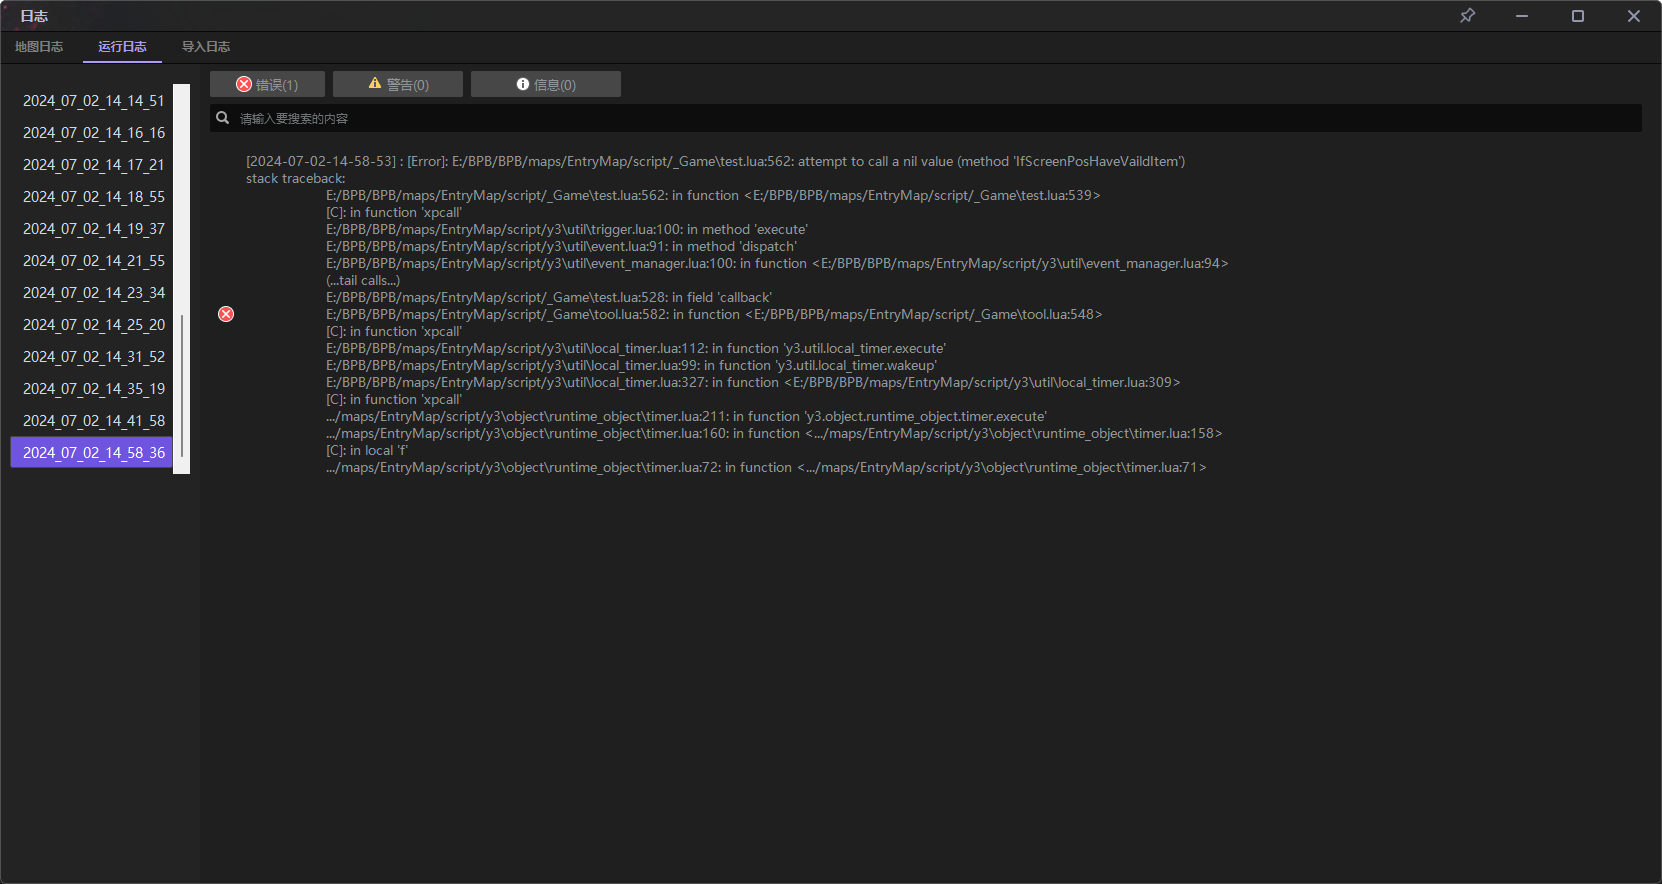 日志
地图日志
运行日志
导入日志
错误(1)
警告(0)
信息(0)
请输入要搜索的内容
2024_07_02_14_14_51
2024_07_02_14_16_16
2024_07_02_14_17_21
2024_07_02_14_18_55
2024_07_02_14_19_37
2024_07_02_14_21_55
2024_07_02_14_23_34
2024_07_02_14_25_20
2024_07_02_14_31_52
2024_07_02_14_35_19
2024_07_02_14_41_58
2024_07_02_14_58_36
[2024-07-02-14-58-53] : [Error]: E:/BPB/BPB/maps/EntryMap/script/_Game\test.lua:562: attempt to call a nil value (method 'IfScreenPosHaveVaildItem')
stack traceback:
E:/BPB/BPB/maps/EntryMap/script/_Game\test.lua:562: in function <E:/BPB/BPB/maps/EntryMap/script/_Game\test.lua:539>
[C]: in function 'xpcall'
E:/BPB/BPB/maps/EntryMap/script/y3\util\trigger.lua:100: in method 'execute'
E:/BPB/BPB/maps/EntryMap/script/y3\util\event.lua:91: in method 'dispatch'
E:/BPB/BPB/maps/EntryMap/script/y3\util\event_manager.lua:100: in function <E:/BPB/BPB/maps/EntryMap/script/y3\util\event_manager.lua:94>
(...tail calls...)
E:/BPB/BPB/maps/EntryMap/script/_Game\test.lua:528: in field 'callback'
E:/BPB/BPB/maps/EntryMap/script/_Game\tool.lua:582: in function <E:/BPB/BPB/maps/EntryMap/script/_Game\tool.lua:548>
[C]: in function 'xpcall'
E:/BPB/BPB/maps/EntryMap/script/y3\util\local_timer.lua:112: in function 'y3.util.local_timer.execute'
E:/BPB/BPB/maps/EntryMap/script/y3\util\local_timer.lua:99: in function 'y3.util.local_timer.wakeup'
E:/BPB/BPB/maps/EntryMap/script/y3\util\local_timer.lua:327: in function <E:/BPB/BPB/maps/EntryMap/script/y3\util\local_timer.lua:309>
[C]: in function 'xpcall'
.../maps/EntryMap/script/y3\object\runtime_object\timer.lua:211: in function 'y3.object.runtime_object.timer.execute'
.../maps/EntryMap/script/y3\object\runtime_object\timer.lua:160: in function <.../maps/EntryMap/script/y3\object\runtime_object\timer.lua:158>
[C]: in local 'f'
.../maps/EntryMap/script/y3\object\runtime_object\timer.lua:72: in function <.../maps/EntryMap/script/y3\object\runtime_object\timer.lua:71>